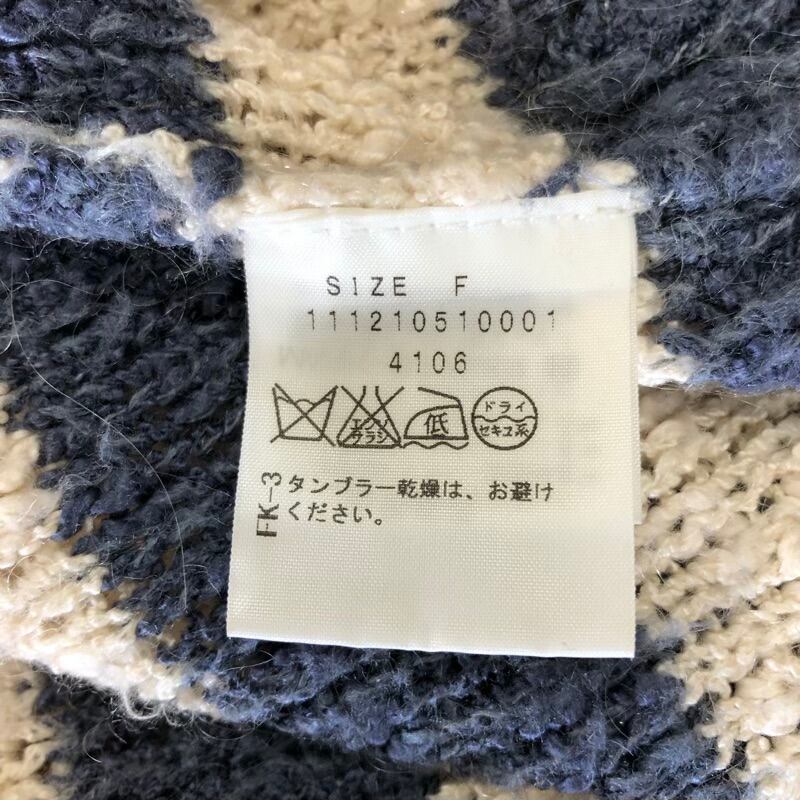 SIZE F
111210510001
4106
エンソ
サラシ
低
ドライ
セキユ系
FK-3
タンブラー乾燥は、お避け
ください。